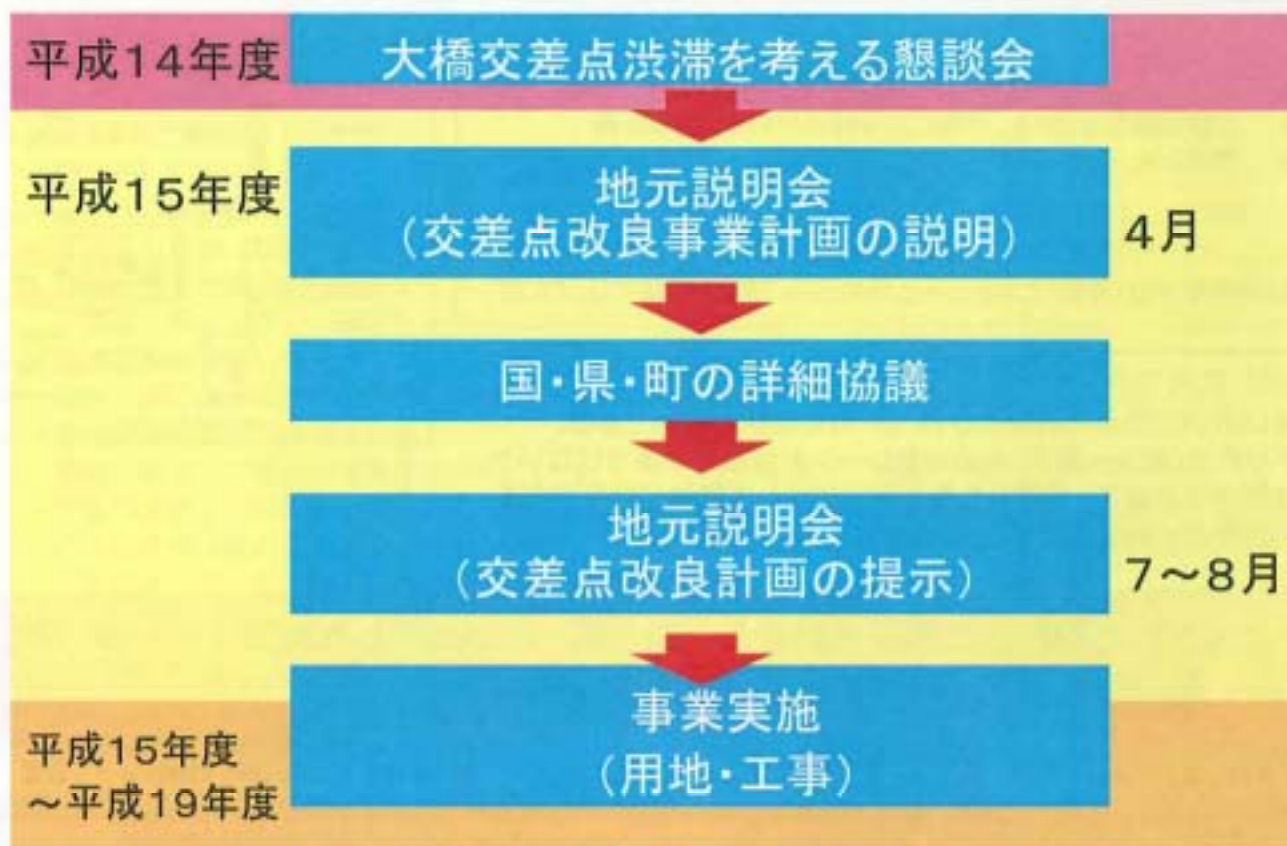 平成14年度
大橋交差点渋滞を考える懇談会
平成15年度
地元説明会
（交差点改良事業計画の説明）
4月
国・県・町の詳細協議
地元説明会
（交差点改良計画の提示）
7～8月
事業実施
（用地・工事）
平成15年度
～平成19年度